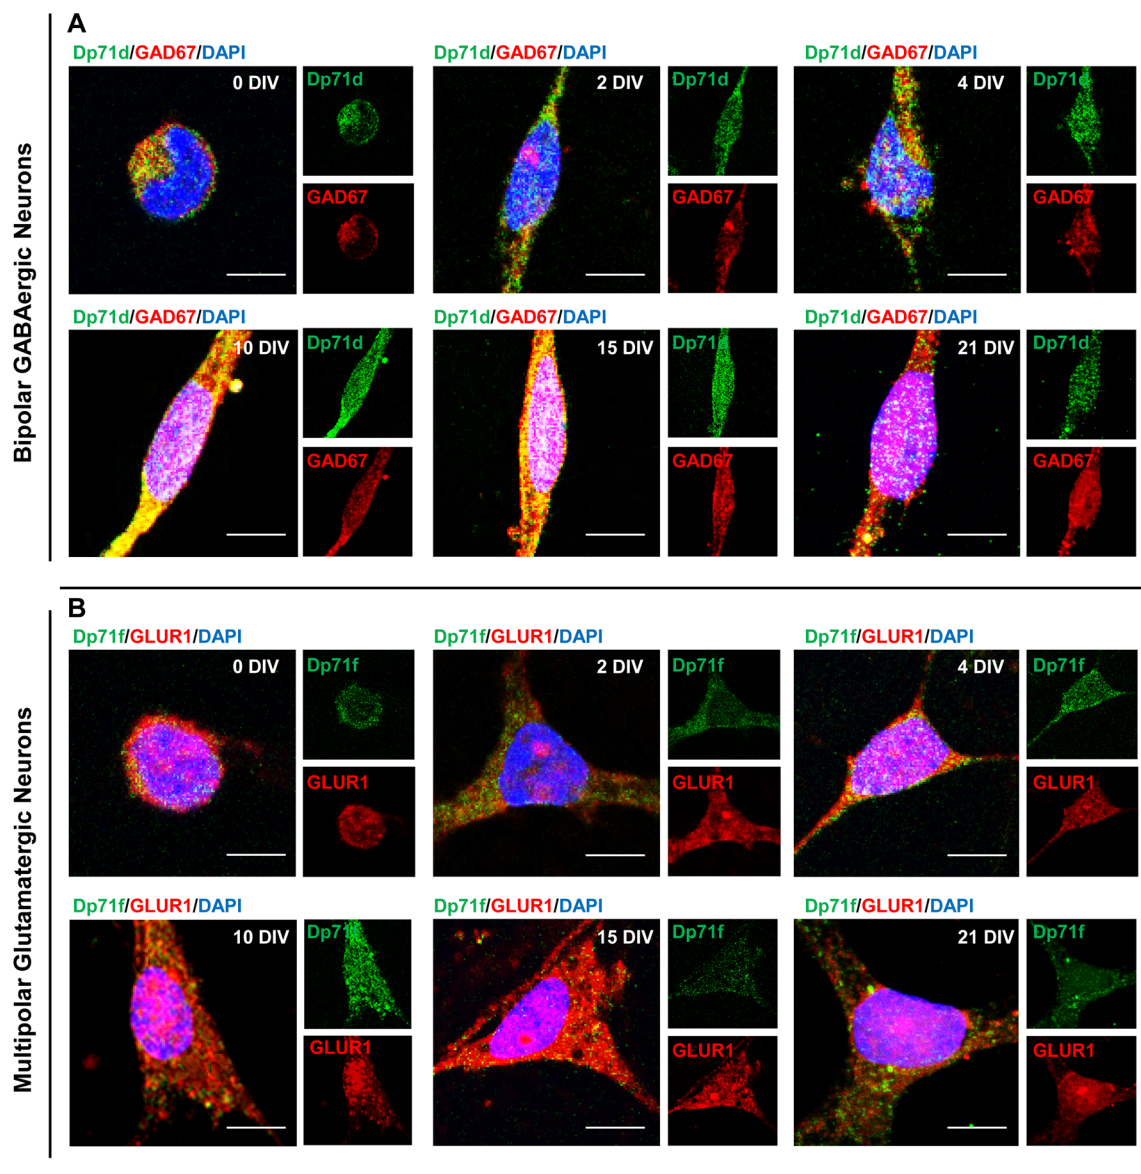 A
Bipolar GABAergic Neurons
Dp71d/GAD67/DAPI
0 DIV
Dp71d
GAD67
Dp71d/GAD67/DAPI
2 DIV
Dp71d
GAD67
Dp71d/GAD67/DAPI
4 DIV
Dp71d
GAD67
Dp71d/GAD67/DAPI
10 DIV
Dp71d
GAD67
Dp71d/GAD67/DAPI
15 DIV
Dp71d
GAD67
Dp71d/GAD67/DAPI
21 DIV
Dp71d
GAD67
B
Multipolar Glutamatergic Neurons
Dp71f/GLUR1/DAPI
0 DIV
Dp71f
GLUR1
Dp71f/GLUR1/DAPI
2 DIV
Dp71f
GLUR1
Dp71f/GLUR1/DAPI
4 DIV
Dp71f
GLUR1
Dp71f/GLUR1/DAPI
10 DIV
Dp71f
GLUR1
Dp71f/GLUR1/DAPI
15 DIV
Dp71f
GLUR1
Dp71f/GLUR1/DAPI
21 DIV
Dp71f
GLUR1